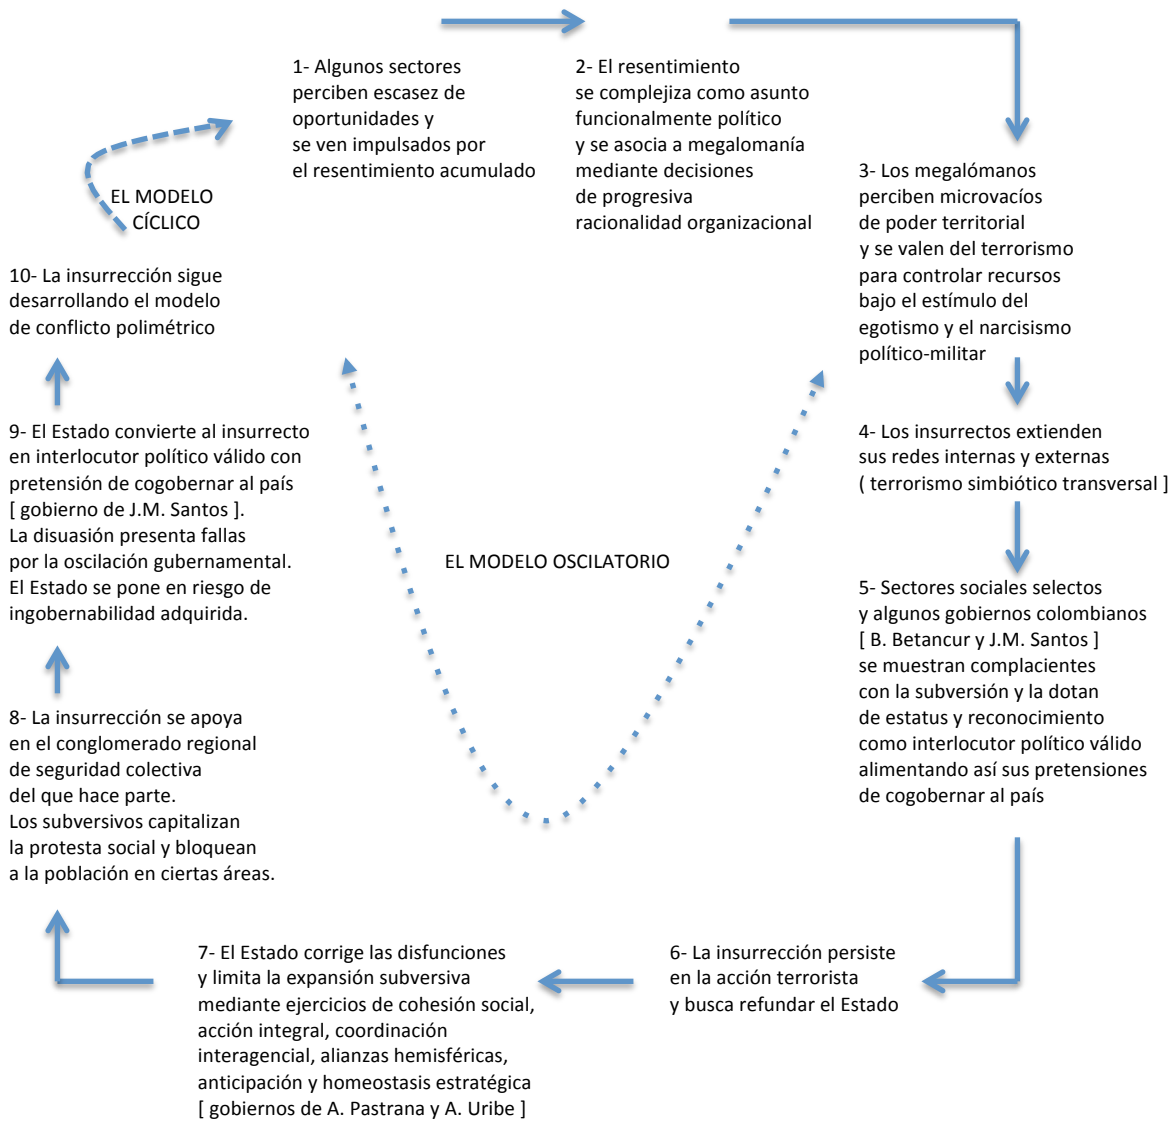 1- Algunos sectores
perciben escasez de
oportunidades y
se ven impulsados por
el resentimiento acumulado
2- El resentimiento
se complejiza como asunto
funcionalmente político
y se asocia a megalomanía
mediante decisiones
de progresiva
racionalidad organizacional
3- Los megalómanos
perciben microvacíos
de poder territorial
y se valen del terrorismo
para controlar recursos
bajo el estímulo del
egotismo y el narcisismo
político-militar
4- Los insurrectos extienden
sus redes internas y externas
( terrorismo simbiótico transversal ]
5- Sectores sociales selectos
y algunos gobiernos colombianos
[ B. Betancur y J.M. Santos ]
se muestran complacientes
con la subversión y la dotan
de estatus y reconocimiento
como interlocutor político válido
alimentando así sus pretensiones
de cogobernar al país
6- La insurrección persiste
en la acción terrorista
y busca refundar el Estado
7- El Estado corrige las disfunciones
y limita la expansión subversiva
mediante ejercicios de cohesión social,
acción integral, coordinación
interagencial, alianzas hemisféricas,
anticipación y homeostasis estratégica
[ gobiernos de A. Pastrana y A. Uribe ]
8- La insurrección se apoya
en el conglomerado regional
de seguridad colectiva
del que hace parte.
Los subversivos capitalizan
la protesta social y bloquean
a la población en ciertas áreas.
9- El Estado convierte al insurrecto
en interlocutor político válido con
pretensión de cogobernar al país
[ gobierno de J.M. Santos ].
La disuasión presenta fallas
por la oscilación gubernamental.
El Estado se pone en riesgo de
ingobernabilidad adquirida.
10- La insurrección sigue
desarrollando el modelo
de conflicto polimétrico
EL MODELO
CÍCLICO
EL MODELO OSCILATORIO